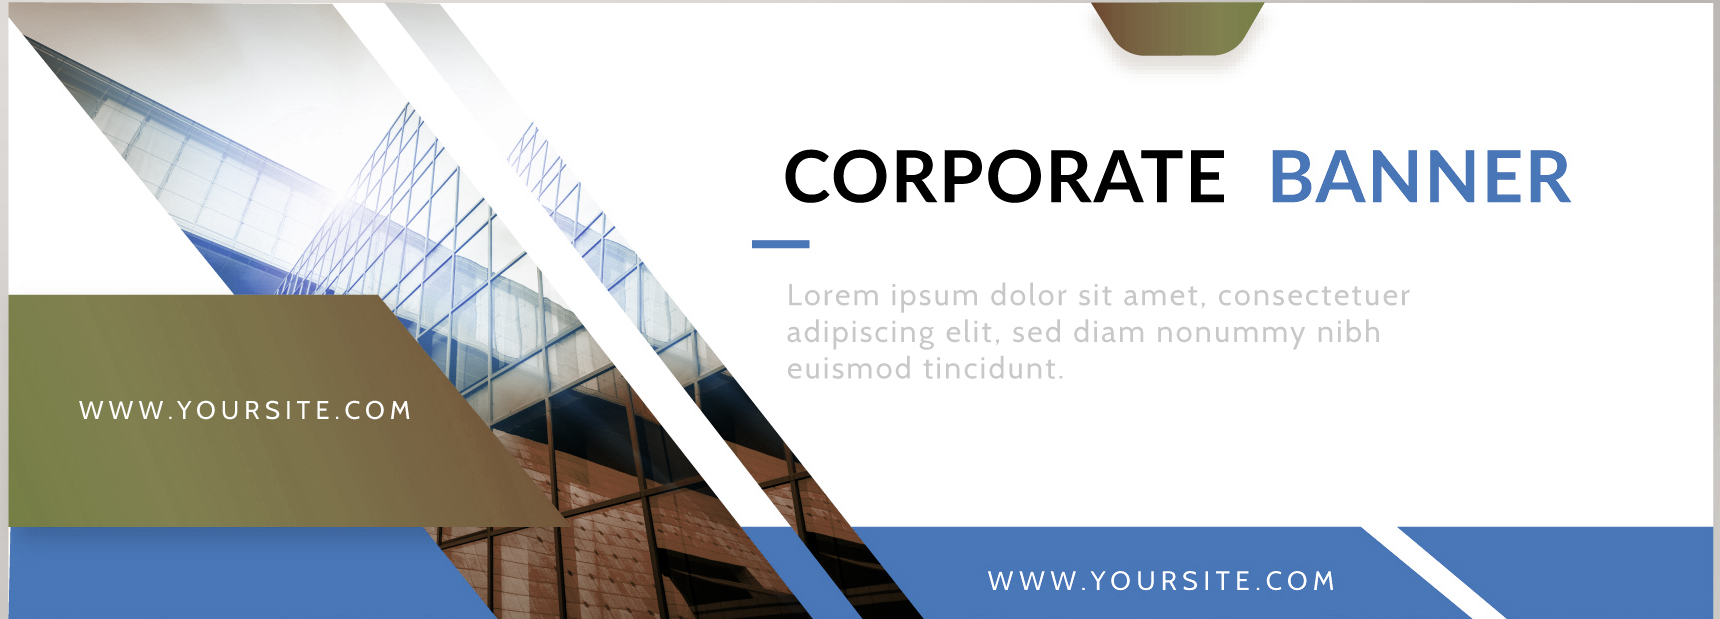 CORPORATE BANNER
Lorem ipsum dolor sit amet, consectetuer
adipiscing elit, sed diam nonummy nibh
euismod tincidunt.
WWW.YOURSITE.COM
WWW.YOURSITE.COM